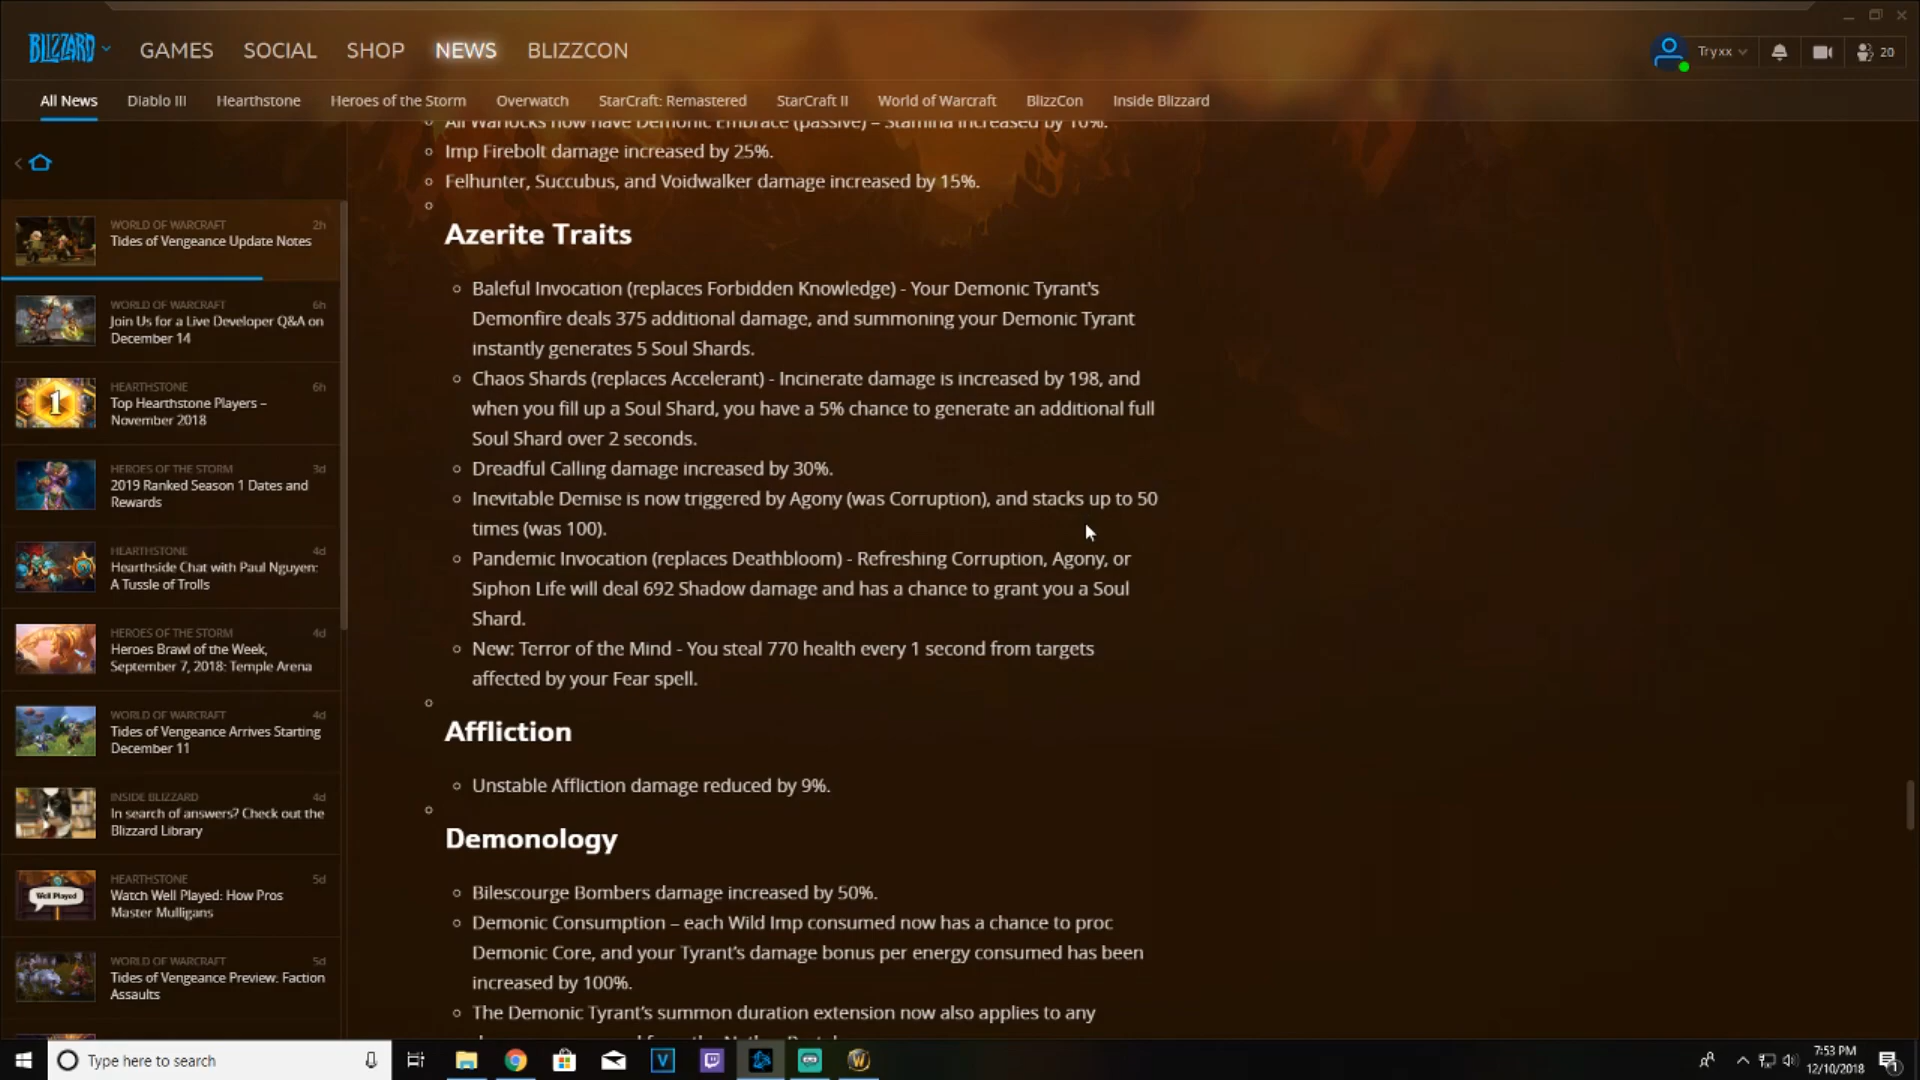 BLIZZARD
GAMES
SOCIAL
SHOP
NEWS
BLIZZCON
Tryxx
20
All News
Diablo III
Hearthstone
Heroes of the Storm
Overwatch
StarCraft: Remastered
StarCraft II
World of Warcraft
BlizzCon
Inside Blizzard
WORLD OF WARCRAFT 2h
Tides of Vengeance Update Notes
WORLD OF WARCRAFT 6h
Join Us for a Live Developer Q&A on
December 14
HEARTHSTONE 6h
Top Hearthstone Players –
November 2018
1
HEROES OF THE STORM 3d
2019 Ranked Season 1 Dates and
Rewards
HEARTHSTONE 4d
Hearthside Chat with Paul Nguyen:
A Tussle of Trolls
HEROES OF THE STORM 4d
Heroes Brawl of the Week,
September 7, 2018: Temple Arena
WORLD OF WARCRAFT 4d
Tides of Vengeance Arrives Starting
December 11
INSIDE BLIZZARD 4d
In search of answers? Check out the
Blizzard Library
HEARTHSTONE 5d
Watch Well Played: How Pros
Master Mulligans
Well Played
WORLD OF WARCRAFT 5d
Tides of Vengeance Preview: Faction
Assaults
All Warlocks now have Demonic Embrace (passive) – Stamina increased by 10%.
Imp Firebolt damage increased by 25%.
Felhunter, Succubus, and Voidwalker damage increased by 15%.
Azerite Traits
Baleful Invocation (replaces Forbidden Knowledge) - Your Demonic Tyrant's
Demonfire deals 375 additional damage, and summoning your Demonic Tyrant
instantly generates 5 Soul Shards.
Chaos Shards (replaces Accelerant) - Incinerate damage is increased by 198, and
when you fill up a Soul Shard, you have a 5% chance to generate an additional full
Soul Shard over 2 seconds.
Dreadful Calling damage increased by 30%.
Inevitable Demise is now triggered by Agony (was Corruption), and stacks up to 50
times (was 100).
Pandemic Invocation (replaces Deathbloom) - Refreshing Corruption, Agony, or
Siphon Life will deal 692 Shadow damage and has a chance to grant you a Soul
Shard.
New: Terror of the Mind - You steal 770 health every 1 second from targets
affected by your Fear spell.
Affliction
Unstable Affliction damage reduced by 9%.
Demonology
Bilescourge Bombers damage increased by 50%.
Demonic Consumption – each Wild Imp consumed now has a chance to proc
Demonic Core, and your Tyrant's damage bonus per energy consumed has been
increased by 100%.
The Demonic Tyrant's summon duration extension now also applies to any
Type here to search
7:53 PM
12/10/2018